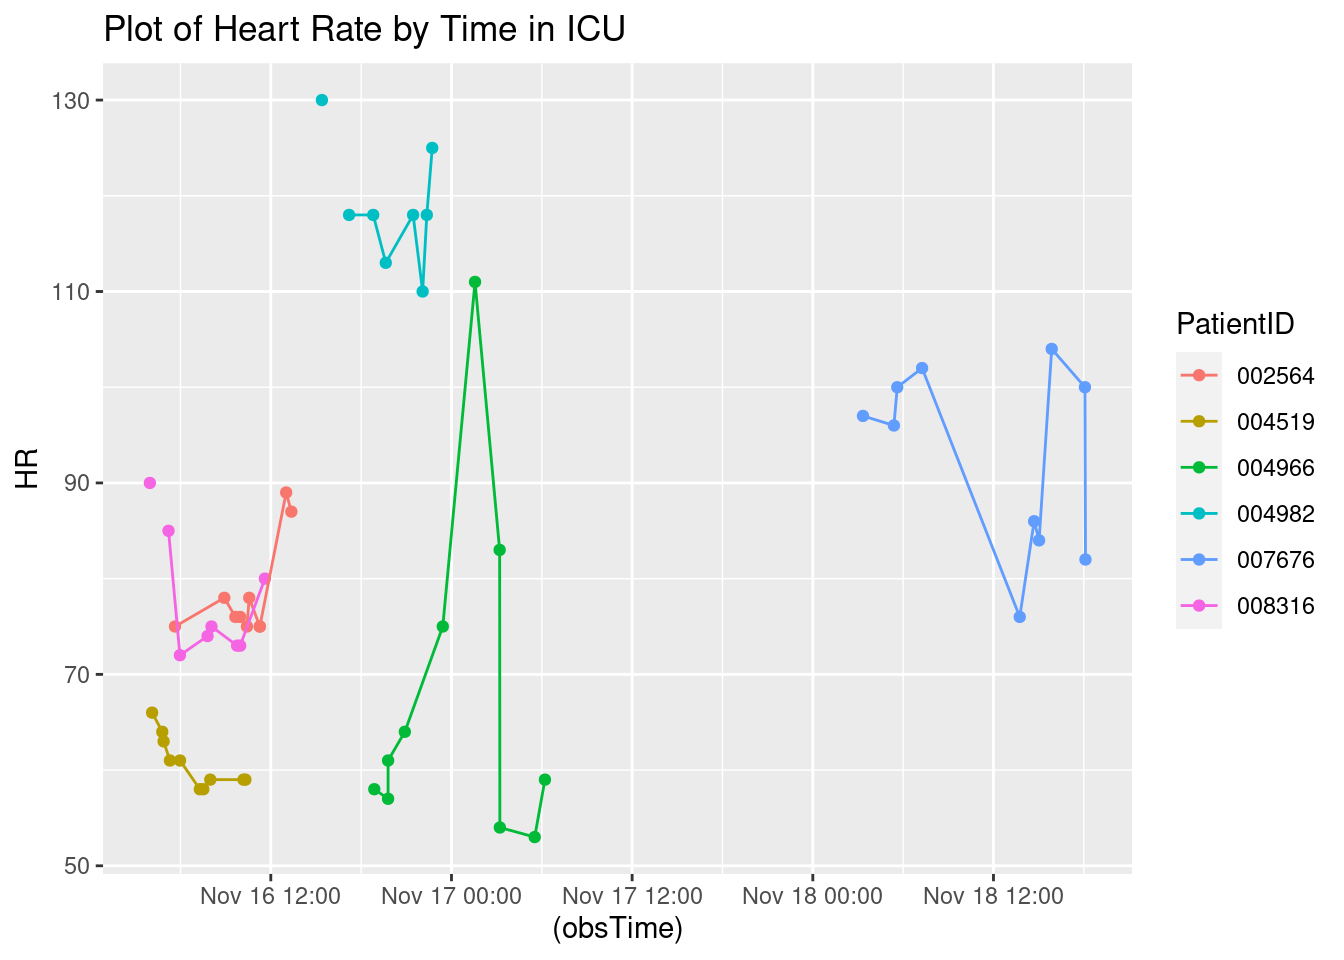 Plot of Heart Rate by Time in ICU
130
110
90
70
50
HR
Nov 16 12:00
Nov 17 00:00
Nov 17 12:00
Nov 18 00:00
Nov 18 12:00
(obsTime)
PatientID
002564
004519
004966
004982
007676
008316